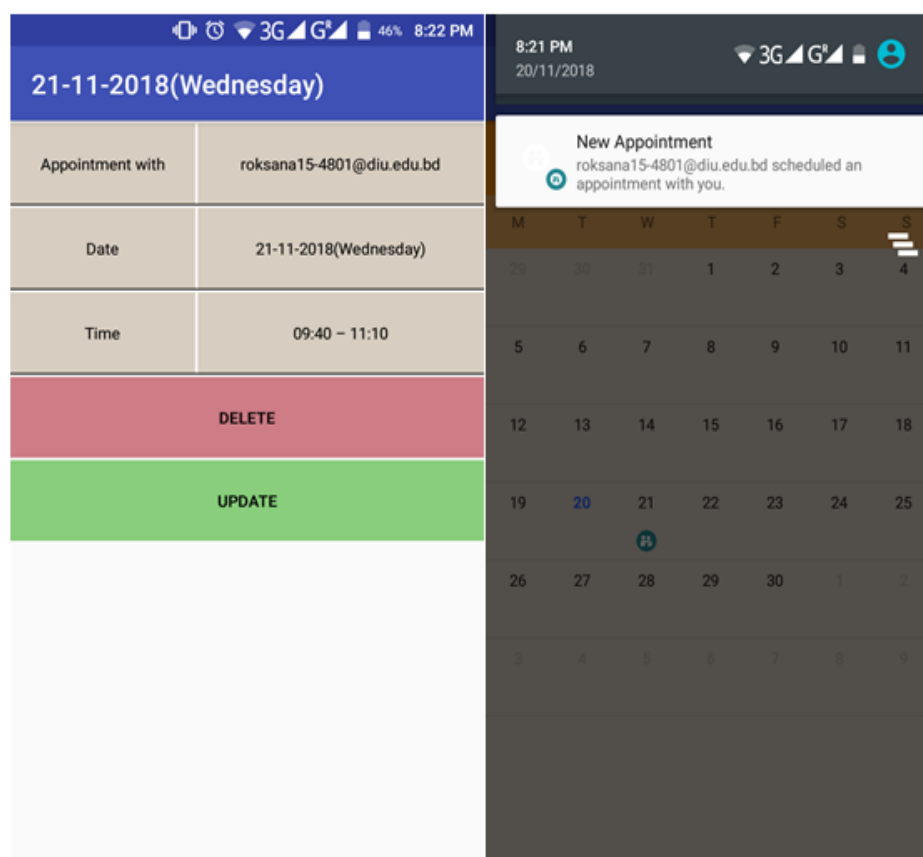 3G G R 46% 8:22 PM
21-11-2018(Wednesday)
Appointment with roksana15-4801@diu.edu.bd
Date 21-11-2018(Wednesday)
Time 09:40 – 11:10
DELETE
UPDATE
8:21 PM
20/11/2018
3G G R
New Appointment
roksana15-4801@diu.edu.bd scheduled an
appointment with you.
M T W T F S S
29 30 31 1 2 3 4
5 6 7 8 9 10 11
12 13 14 15 16 17 18
19 20 21 22 23 24 25
26 27 28 29 30 1 2
3 4 5 6 7 8 9